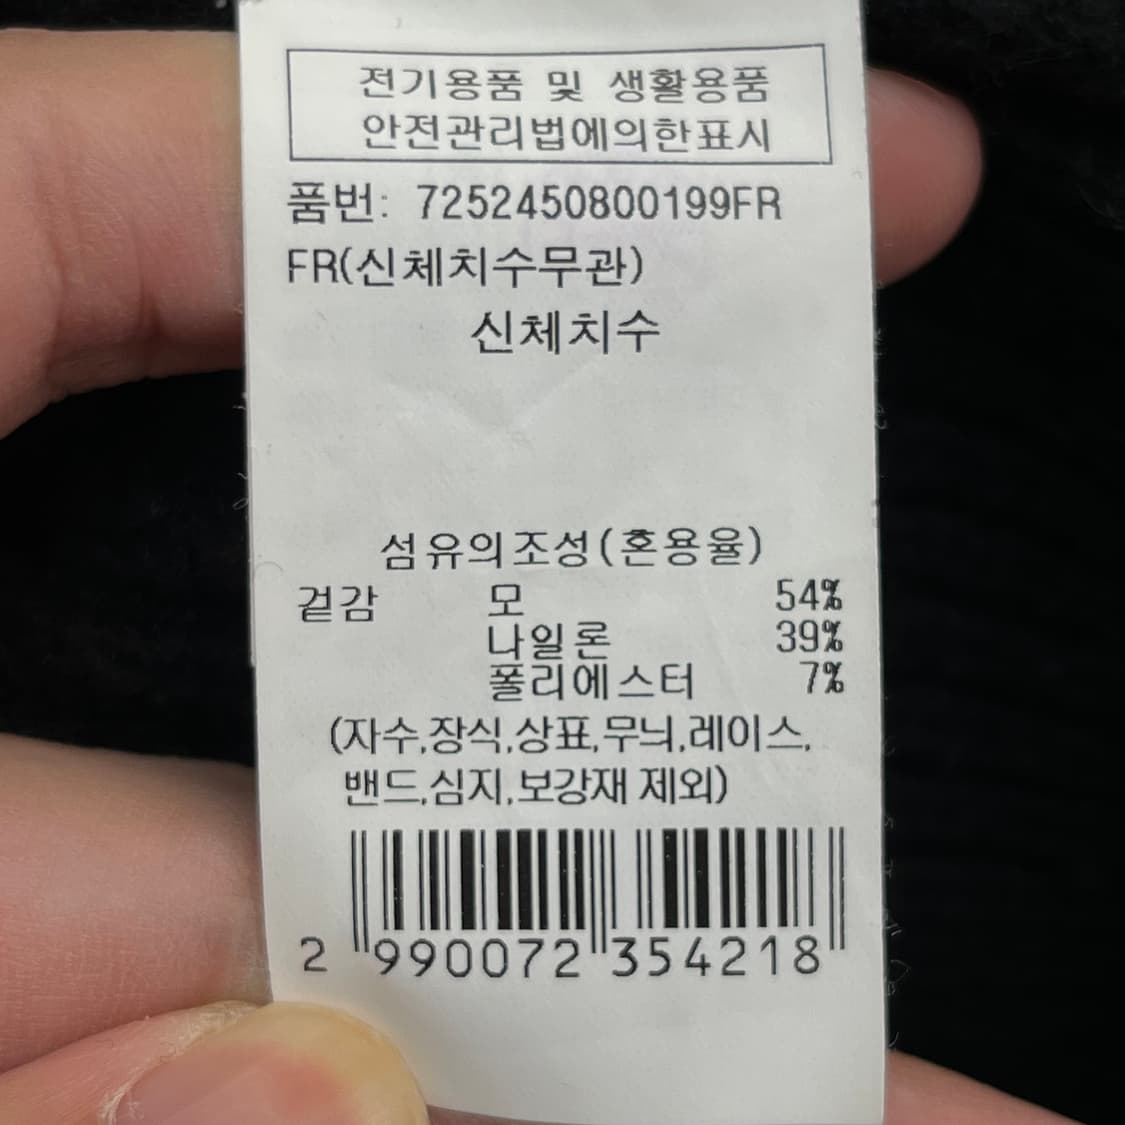 전기용품 및 생활용품
안전관리법에의한표시
품번: 7252450800199FR
FR(신체치수무관)
신체치수
섬유의조성(혼용율)
겉감 모 54%
나일론 39%
폴리에스터 7%
(자수,장식,상표,무늬,레이스,
밴드,심지,보강재 제외)
2 990072 354218